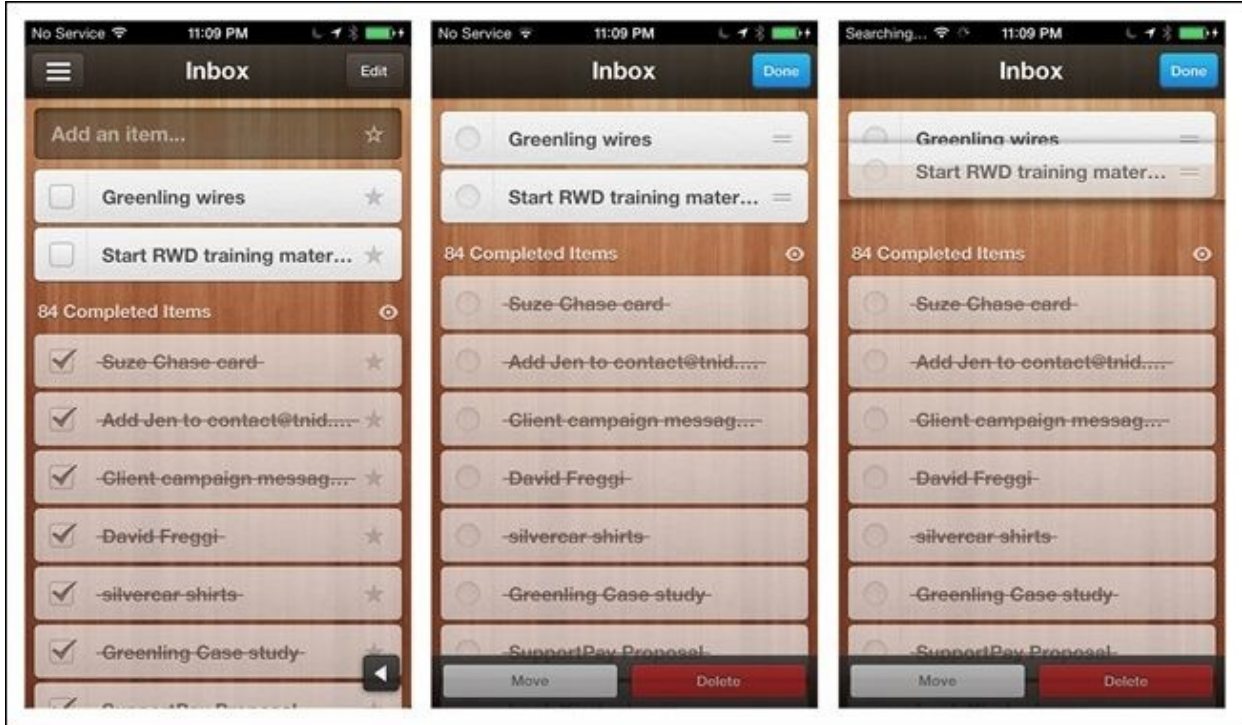 No Service 11:09 PM
Inbox Edit
Add an item...
Greenling wires
Start RWD training mater...
84 Completed Items
Suze Chase card
Add Jen to contact@tnid....
Client campaign messag...
David Freggi
silvercar shirts
Greenling Case study
SupportPay Proposal
No Service 11:09 PM
Inbox Done
Greenling wires
Start RWD training mater...
84 Completed Items
Suze Chase card
Add Jen to contact@tnid....
Client campaign messag...
David Freggi
silvercar shirts
Greenling Case study
SupportPay Proposal
Move Delete
Searching... 11:09 PM
Inbox Done
Greenling wires
Start RWD training mater...
84 Completed Items
Suze Chase card
Add Jen to contact@tnid....
Client campaign messag...
David Freggi
silvercar shirts
Greenling Case study
SupportPay Proposal
Move Delete